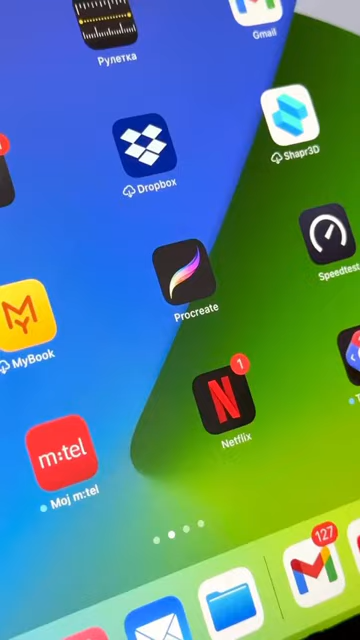 Рулетка
Gmail
Dropbox
Shapr3D
Procreate
Speedtest
MyBook
1
Netflix
m:tel
Moj m:tel
127